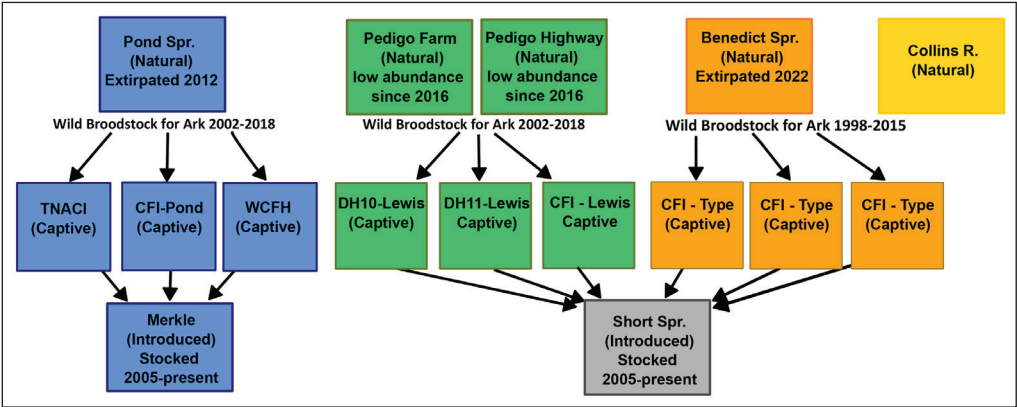 Pond Spr.
(Natural)
Extirpated 2012
Pedigo Farm
(Natural)
low abundance
since 2016
Pedigo Highway
(Natural)
low abundance
since 2016
Benedict Spr.
(Natural)
Extirpated 2022
Collins R.
(Natural)
Wild Broodstock for Ark 2002-2018
Wild Broodstock for Ark 2002-2018
Wild Broodstock for Ark 1998-2015
TNACI
(Captive)
CFI-Pond
(Captive)
WCFH
(Captive)
DH10-Lewis
(Captive)
DH11-Lewis
Captive)
CFI - Lewis
Captive
CFI - Type
(Captive)
CFI - Type
(Captive)
CFI - Type
(Captive)
Merkle
(Introduced)
Stocked
2005-present
Short Spr.
(Introduced)
Stocked
2005-present